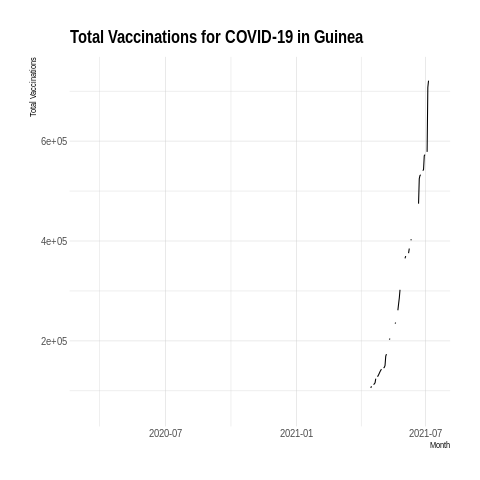 Total Vaccinations for COVID-19 in Guinea
Total Vaccinations
6e+05
4e+05
2e+05
2020-07 2021-01 2021-07
Month